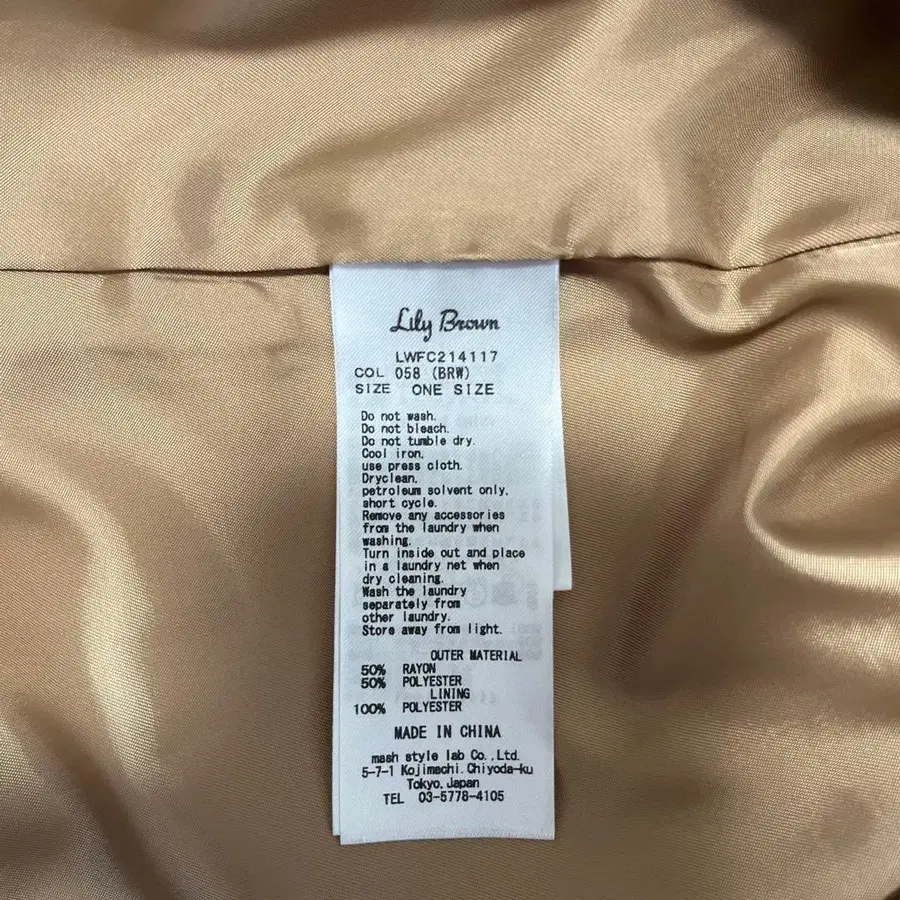 Lily Brown
LWFC214117
COL 058 (BRW)
SIZE ONE SIZE
Do not wash.
Do not bleach.
Do not tumble dry.
Cool iron,
use press cloth.
Dryclean,
petroleum solvent only,
short cycle.
Remove any accessories
from the laundry when
washing.
Turn inside out and place
in a laundry net when
dry cleaning.
Wash the laundry
separately from
other laundry.
Store away from light.
OUTER MATERIAL
50% RAYON
50% POLYESTER
LINING
100% POLYESTER
MADE IN CHINA
mash style lab Co.,Ltd.
5-7-1 Kojimachi.Chiyoda-ku
Tokyo,Japan
TEL 03-5778-4105